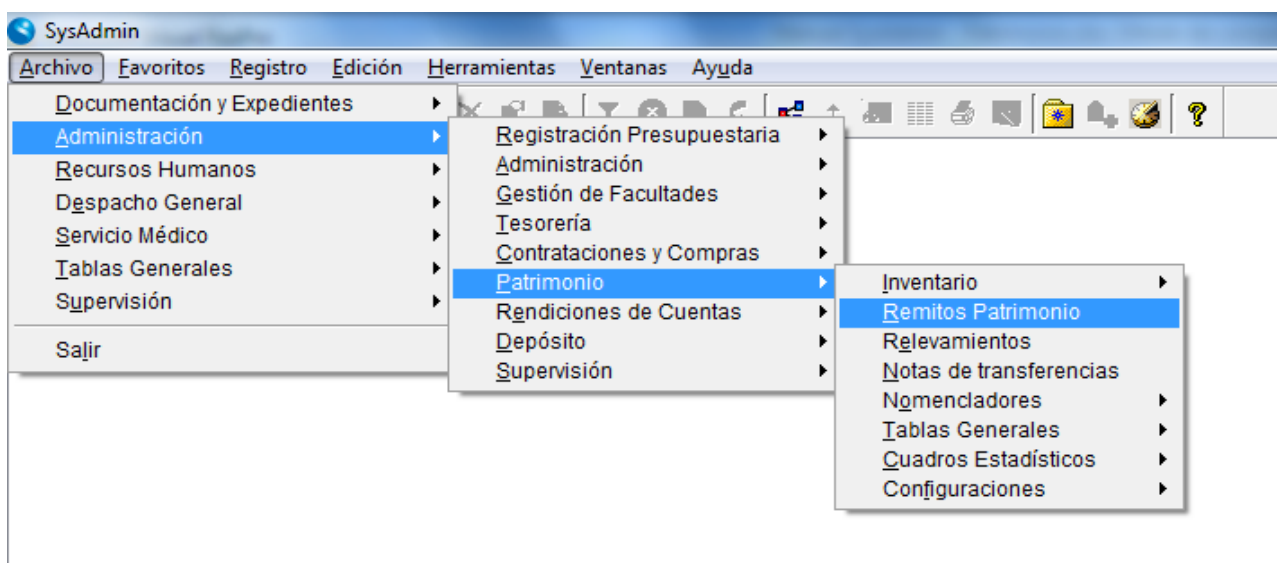 SysAdmin
Archivo Favoritos Registro Edición Herramientas Ventanas Ayuda
Documentación y Expedientes
Administración
Recursos Humanos
Despacho General
Servicio Médico
Tablas Generales
Supervisión
Salir
Registración Presupuestaria
Administración
Gestión de Facultades
Tesorería
Contrataciones y Compras
Patrimonio
Rendiciones de Cuentas
Depósito
Supervisión
Inventario
Remitos Patrimonio
Relevamientos
Notas de transferencias
Nomencladores
Tablas Generales
Cuadros Estadísticos
Configuraciones